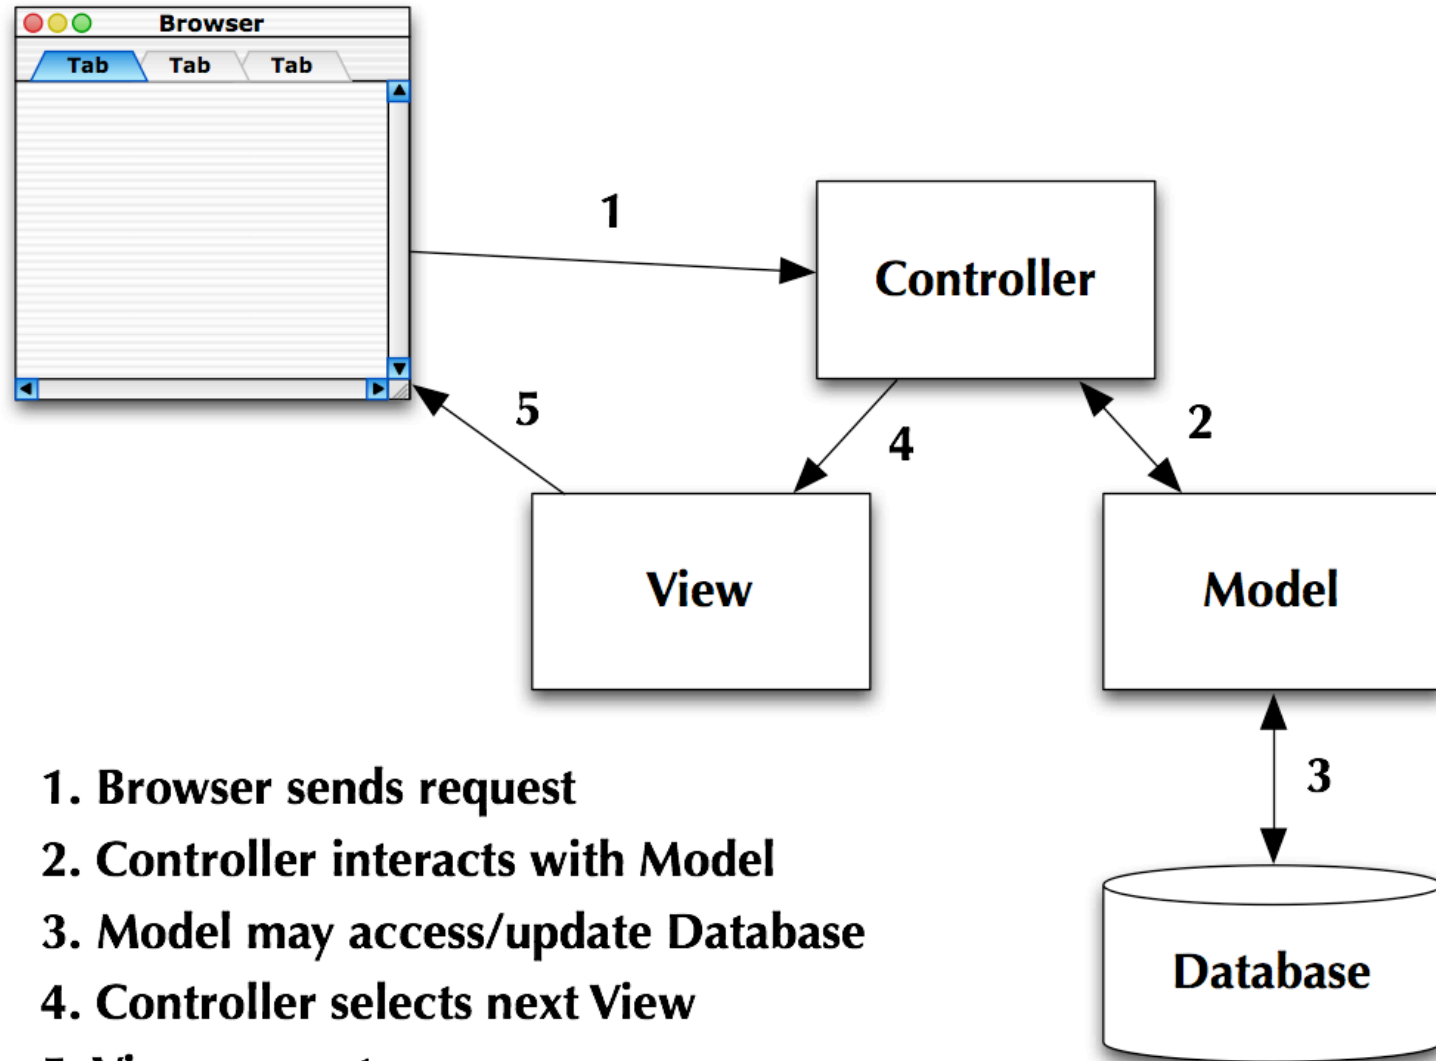 Browser
Tab Tab Tab
1
Controller
5
4
2
View
Model
3
1. Browser sends request
2. Controller interacts with Model
3. Model may access/update Database
4. Controller selects next View
Database